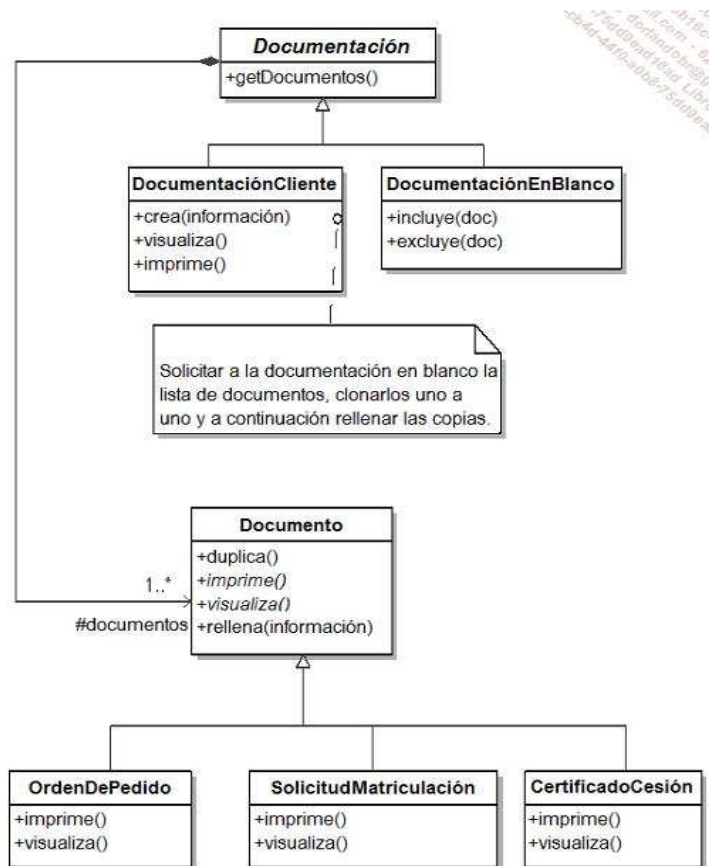 Documentación
+getDocumentos()
DocumentaciónCliente
+crea(información)
+visualiza()
+imprime()
DocumentaciónEnBlanco
+incluye(doc)
+excluye(doc)
Solicitar a la documentación en blanco la
lista de documentos, clonarlos uno a
uno y a continuación rellenar las copias.
Documento
+duplica()
+imprime()
+visualiza()
+rellena(información)
1..*
#documentos
OrdenDePedido
+imprime()
+visualiza()
SolicitudMatriculación
+imprime()
+visualiza()
CertificadoCesión
+imprime()
+visualiza()